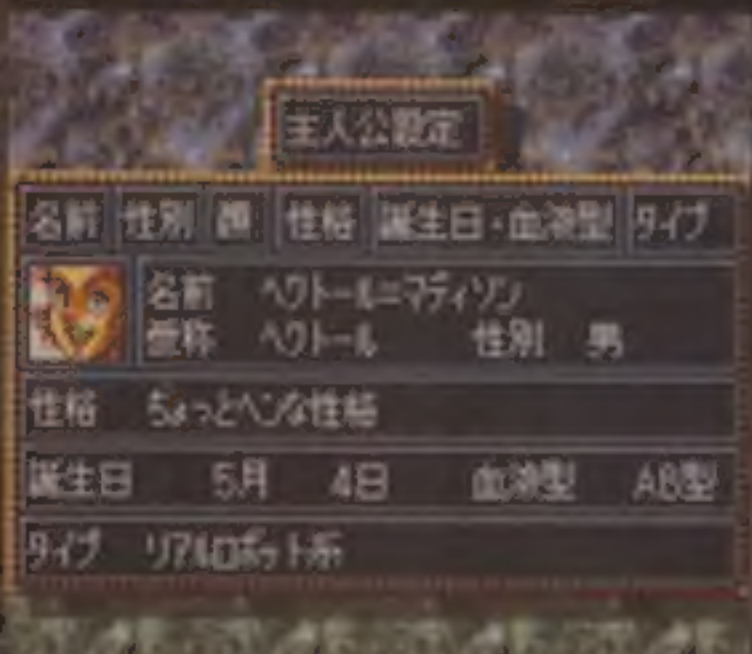 主人公設定
名前 性別 顔 性格 誕生日・血液型 タイプ
名前 ヘクトール=マディソン
愛称 ヘクトール 性別 男
性格 ちょっとヘンな性格
誕生日 5月 4日 血液型 AB型
タイプ リアルロボット系